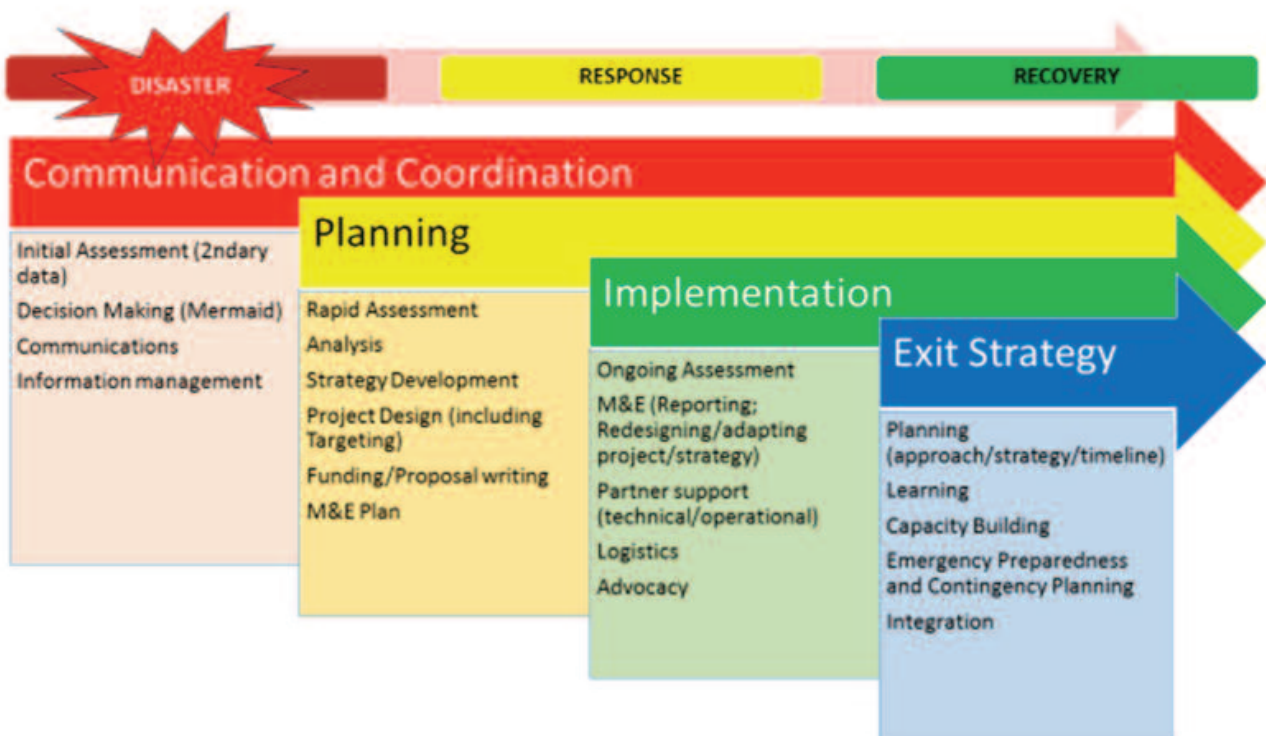 DISASTER
RESPONSE
RECOVERY
Communication and Coordination
Initial Assessment (2ndary
data)
Decision Making (Mermaid)
Communications
Information management
Planning
Rapid Assessment
Analysis
Strategy Development
Project Design (including
Targeting)
Funding/Proposal writing
M&E Plan
Implementation
Ongoing Assessment
M&E (Reporting;
Redesigning/adapting
project/strategy)
Partner support
(technical/operational)
Logistics
Advocacy
Exit Strategy
Planning
(approach/strategy/timeline)
Learning
Capacity Building
Emergency Preparedness
and Contingency Planning
Integration